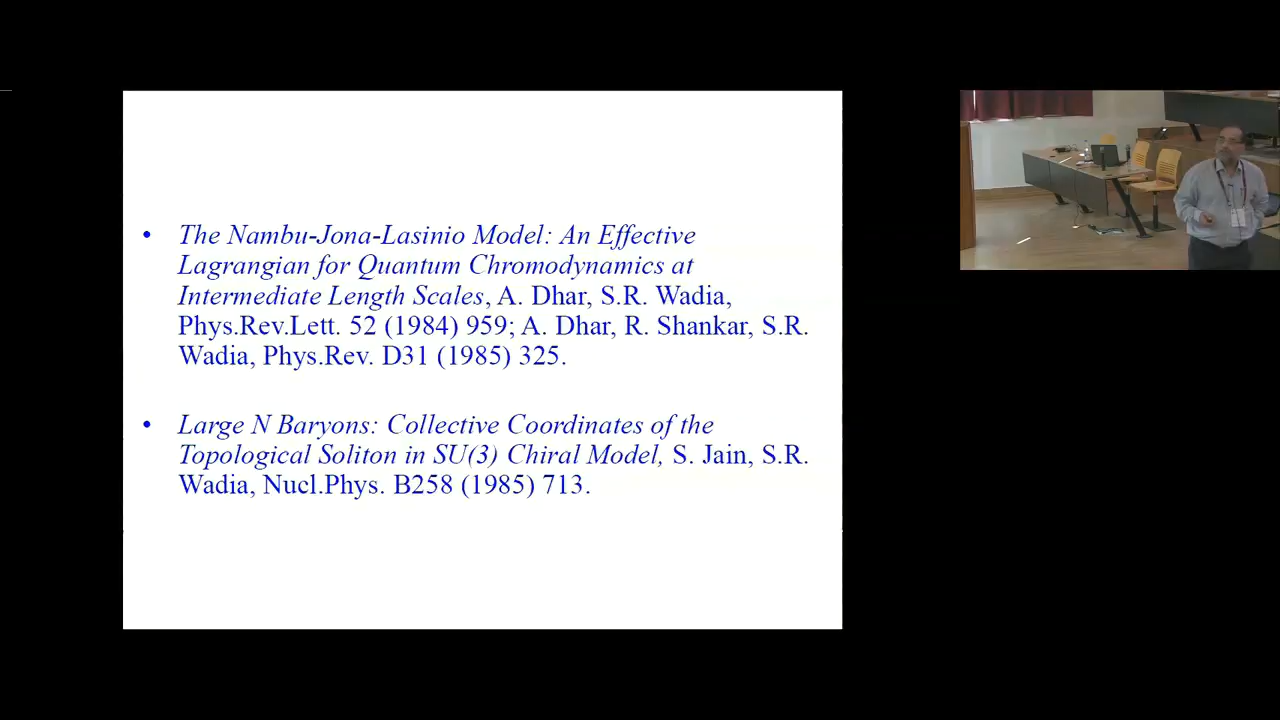 • The Nambu-Jona-Lasinio Model: An Effective
Lagrangian for Quantum Chromodynamics at
Intermediate Length Scales, A. Dhar, S.R. Wadia,
Phys.Rev.Lett. 52 (1984) 959; A. Dhar, R. Shankar, S.R.
Wadia, Phys.Rev. D31 (1985) 325.
• Large N Baryons: Collective Coordinates of the
Topological Soliton in SU(3) Chiral Model, S. Jain, S.R.
Wadia, Nucl.Phys. B258 (1985) 713.